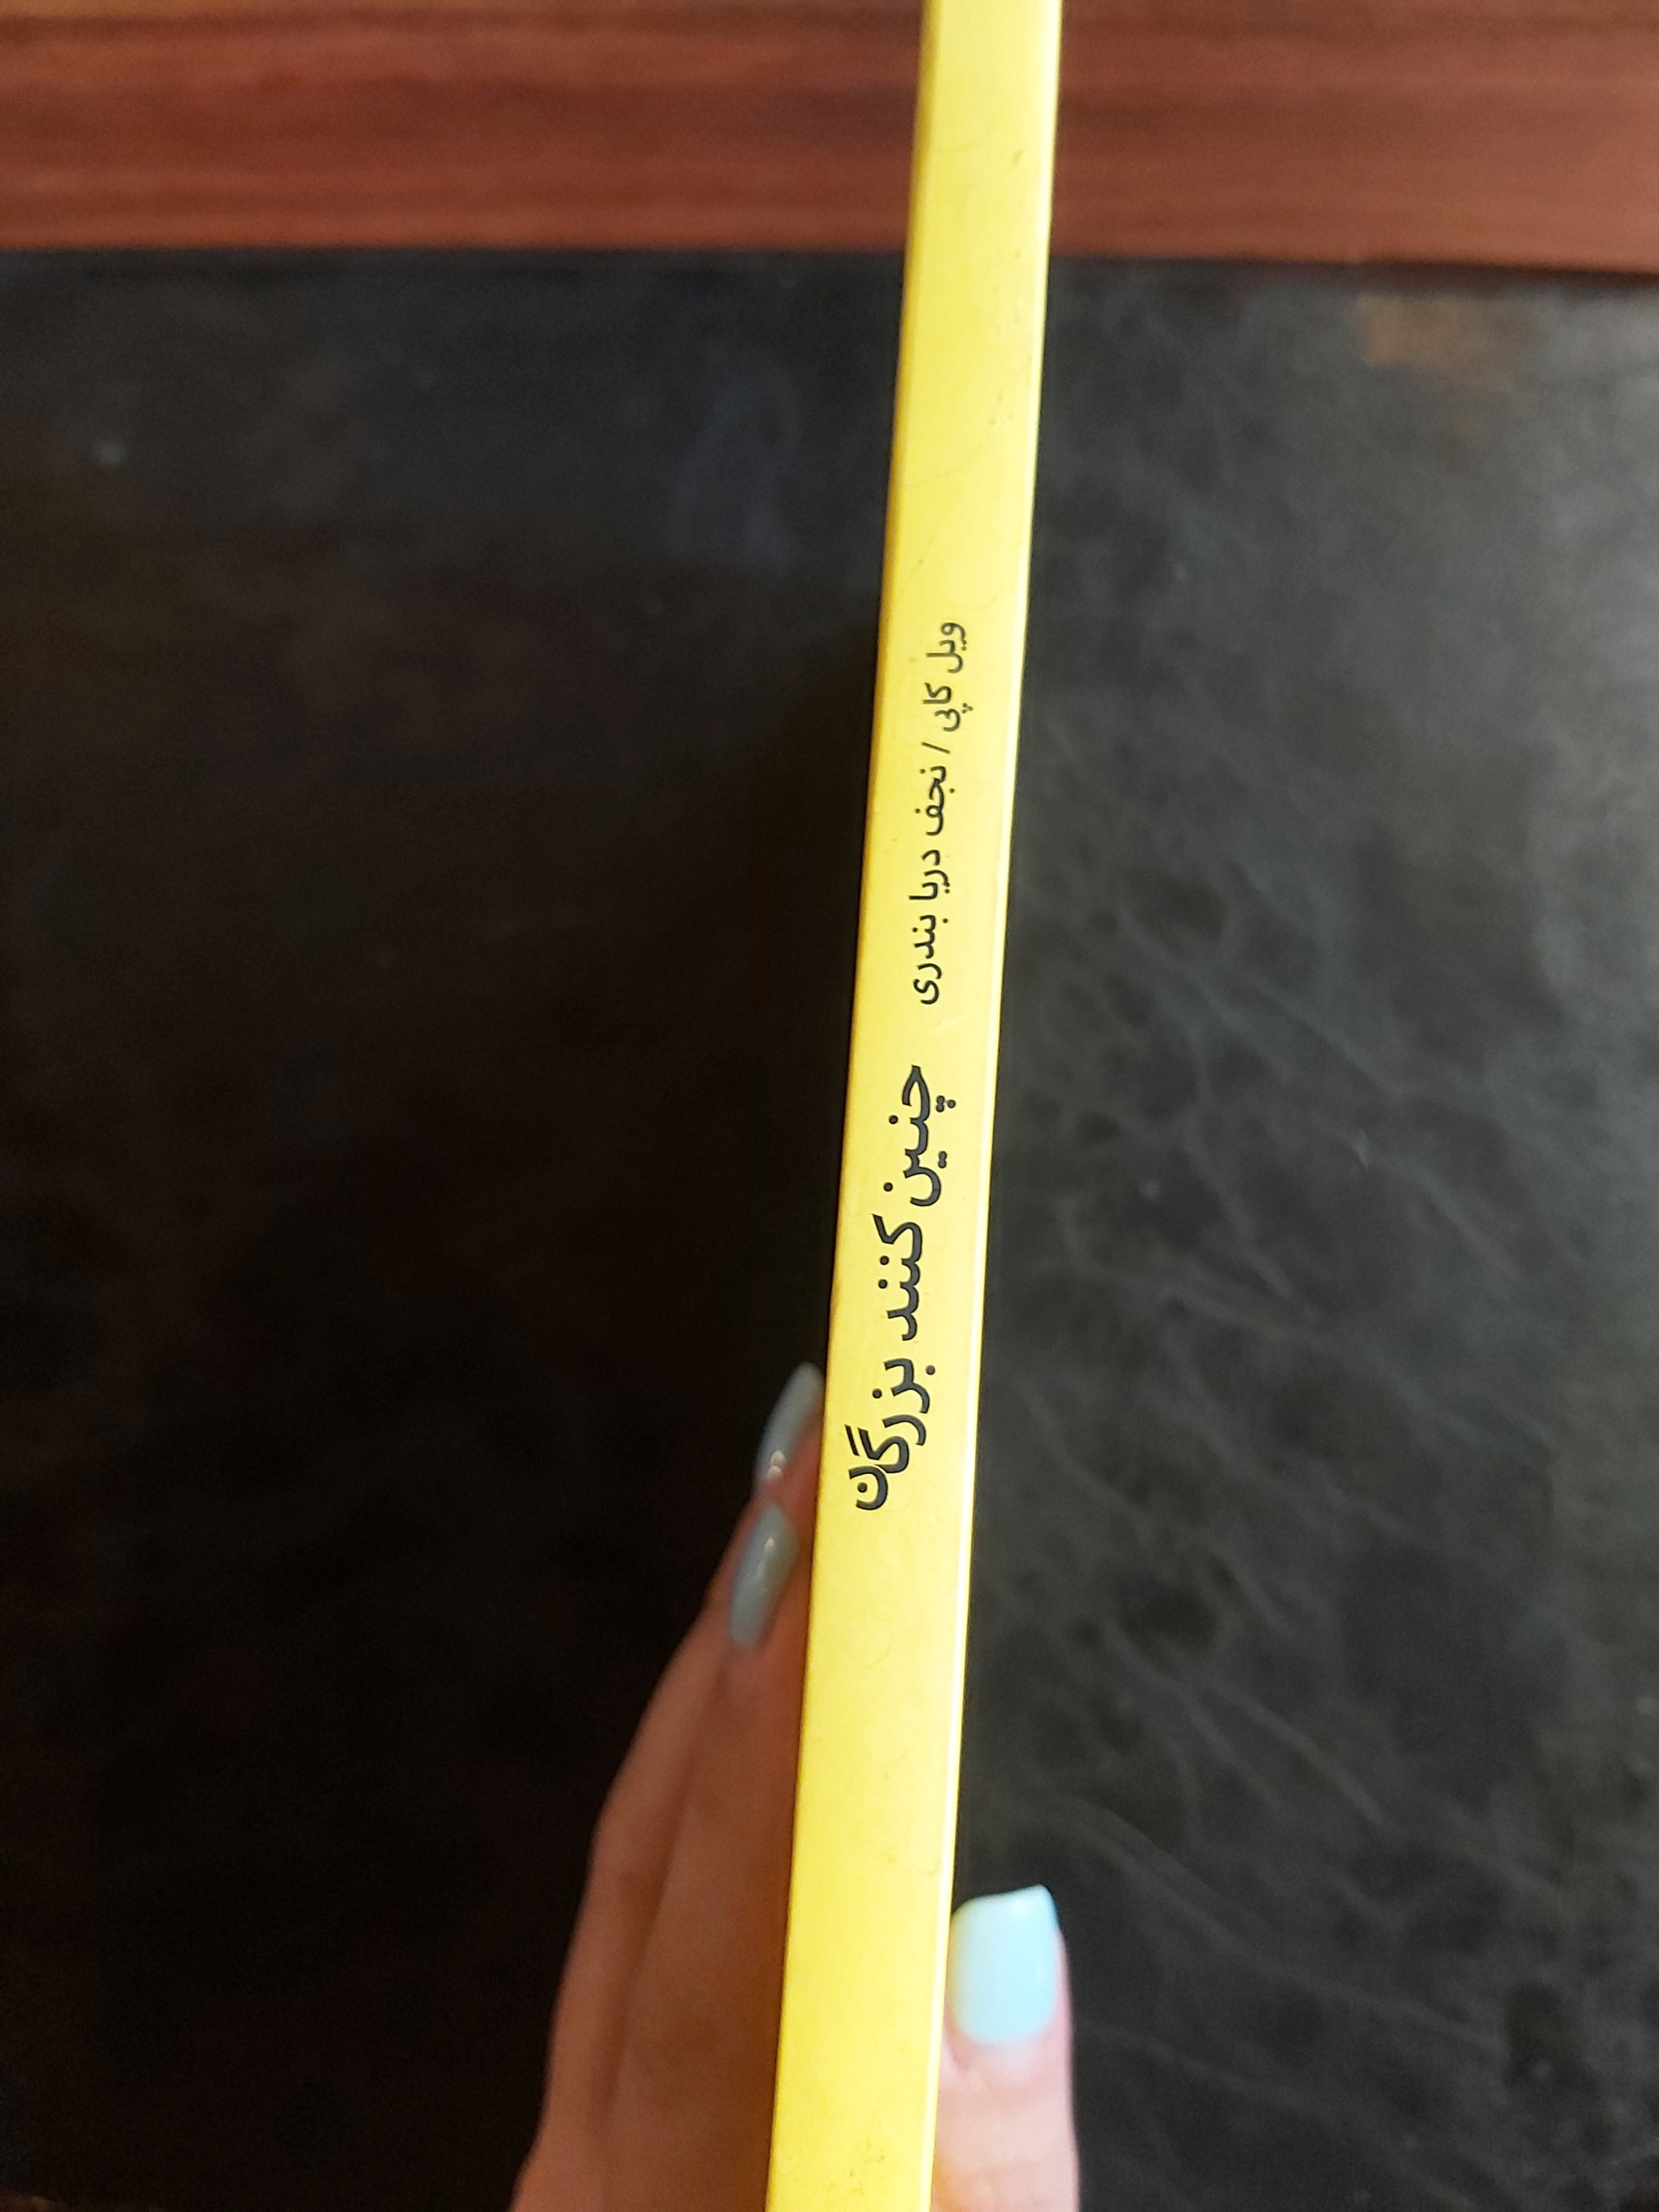 ویل کاپی / نجف دریا بندری
چنین کنند بزرگان